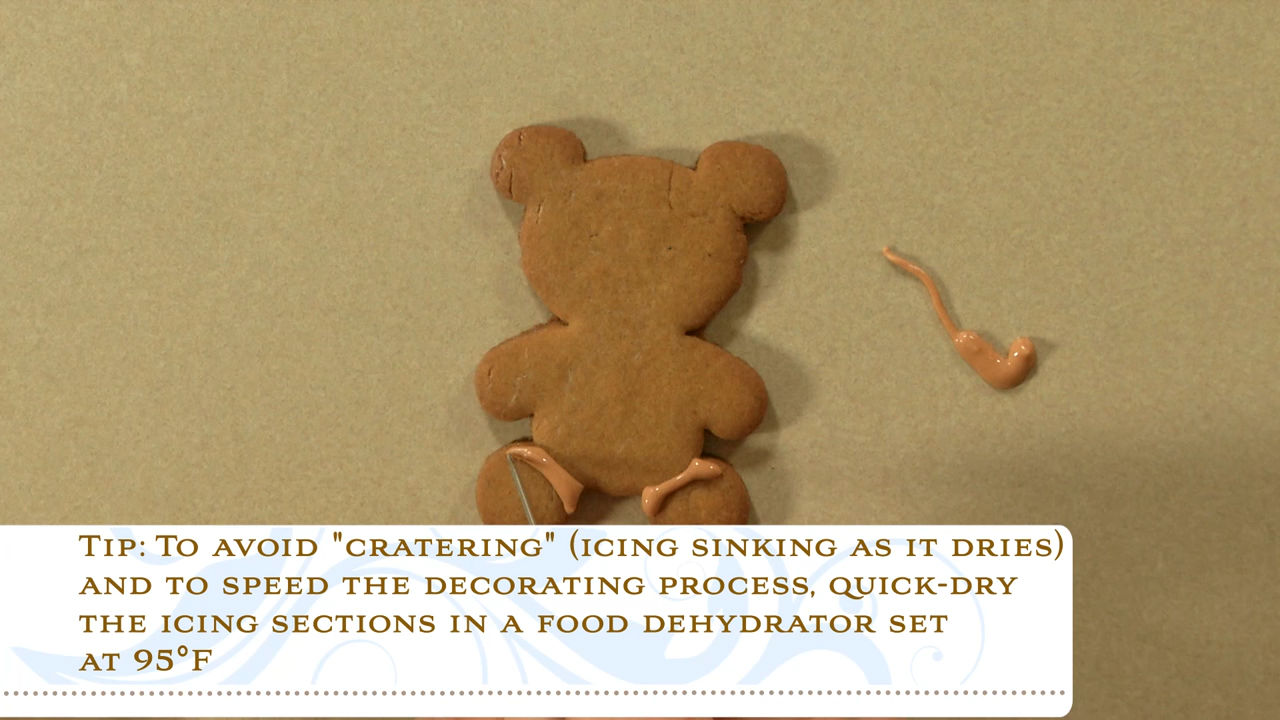 Tip: To avoid "cratering" (icing sinking as it dries)
and to speed the decorating process, quick-dry
the icing sections in a food dehydrator set
at 95°F